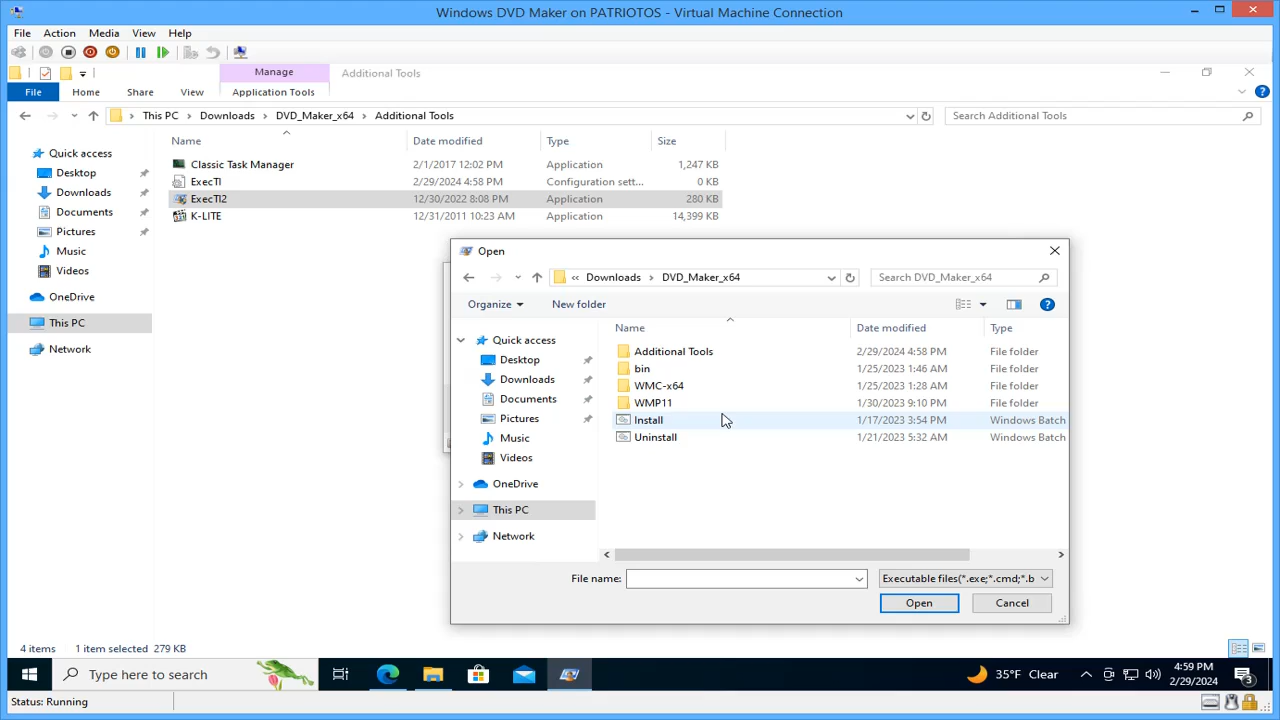 Windows DVD Maker on PATRIOTOS - Virtual Machine Connection
File Action Media View Help
Manage Additional Tools
File Home Share View Application Tools
This PC Downloads DVD_Maker_x64 Additional Tools Search Additional Tools
Name Date modified Type Size
Quick access
Desktop
Downloads
Documents
Pictures
Music
Videos
OneDrive
This PC
Network
Classic Task Manager 2/1/2017 12:02 PM Application 1,247 KB
ExecTI 2/29/2024 4:58 PM Configuration sett... 0 KB
ExecTI2 12/30/2022 8:08 PM Application 280 KB
K-LITE 12/31/2011 10:23 AM Application 14,399 KB
Open
« Downloads DVD_Maker_x64 Search DVD_Maker_x64
Organize New folder
Name Date modified Type
Quick access
Desktop
Downloads
Documents
Pictures
Music
Videos
OneDrive
This PC
Network
Additional Tools 2/29/2024 4:58 PM File folder
bin 1/25/2023 1:46 AM File folder
WMC-x64 1/25/2023 1:28 AM File folder
WMP11 1/30/2023 9:10 PM File folder
Install 1/17/2023 3:54 PM Windows Batch
Uninstall 1/21/2023 5:32 AM Windows Batch
File name: Executable files(*.exe;*.cmd;*.b
Open Cancel
4 items 1 item selected 279 KB
Type here to search
35°F Clear
4:59 PM
2/29/2024
3
Status: Running